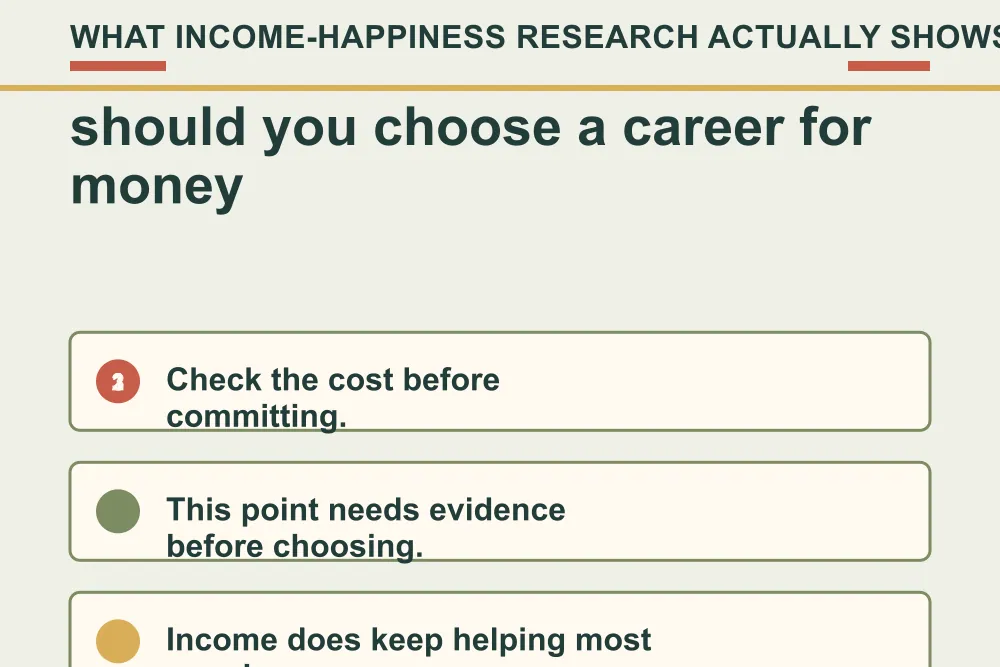 WHAT INCOME-HAPPINESS RESEARCH ACTUALLY SHOWS
should you choose a career for
money
Check the cost before
committing.
This point needs evidence
before choosing.
Income does keep helping most